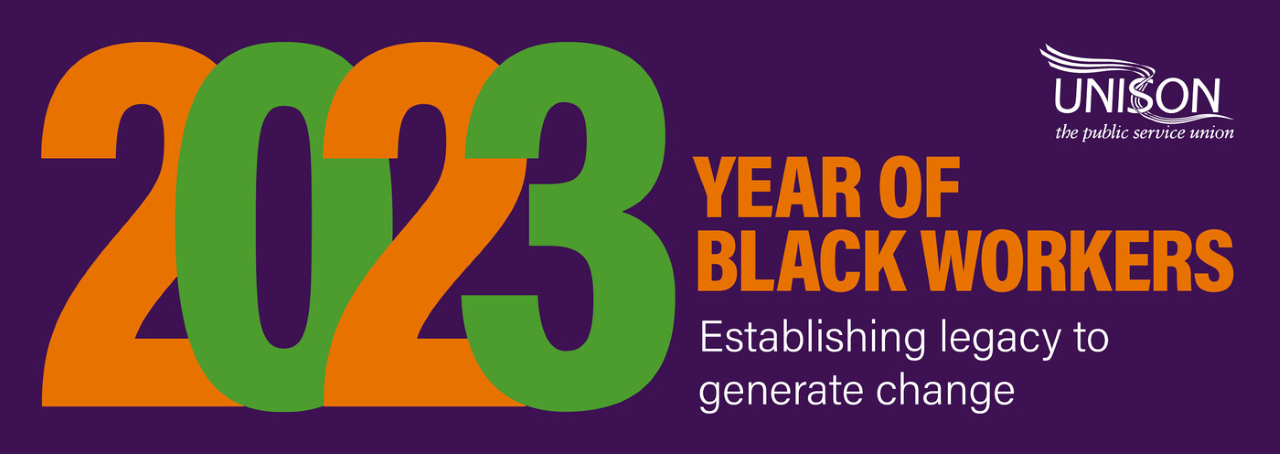 2023
UNISON
the public service union
YEAR OF
BLACK WORKERS
Establishing legacy to
generate change